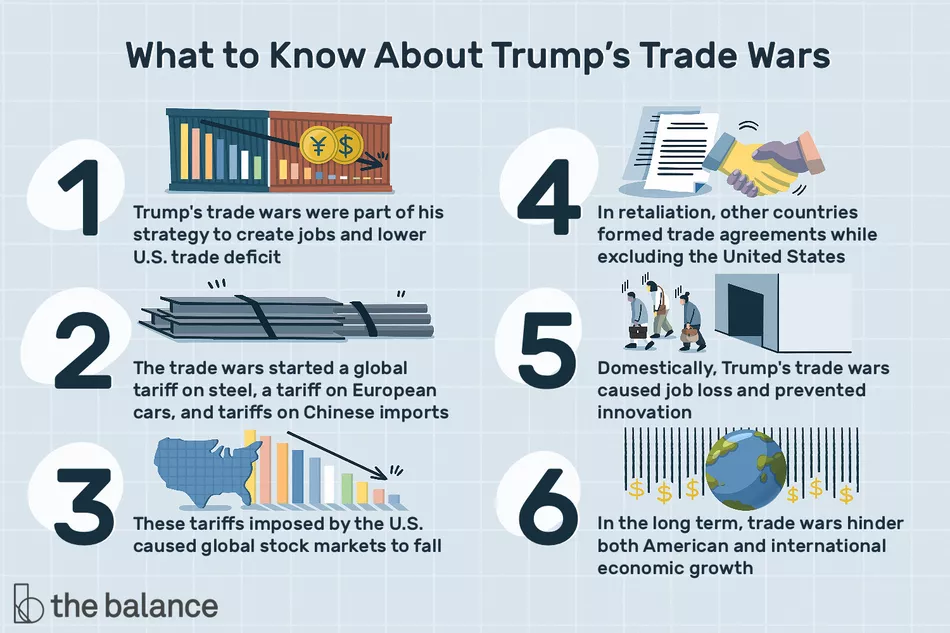 What to Know About Trump's Trade Wars
1
¥ $
Trump's trade wars were part of his
strategy to create jobs and lower
U.S. trade deficit
2
The trade wars started a global
tariff on steel, a tariff on European
cars, and tariffs on Chinese imports
3
These tariffs imposed by the U.S.
caused global stock markets to fall
4
In retaliation, other countries
formed trade agreements while
excluding the United States
5
Domestically, Trump's trade wars
caused job loss and prevented
innovation
6
$ $ $ $ $ $
In the long term, trade wars hinder
both American and international
economic growth
the balance